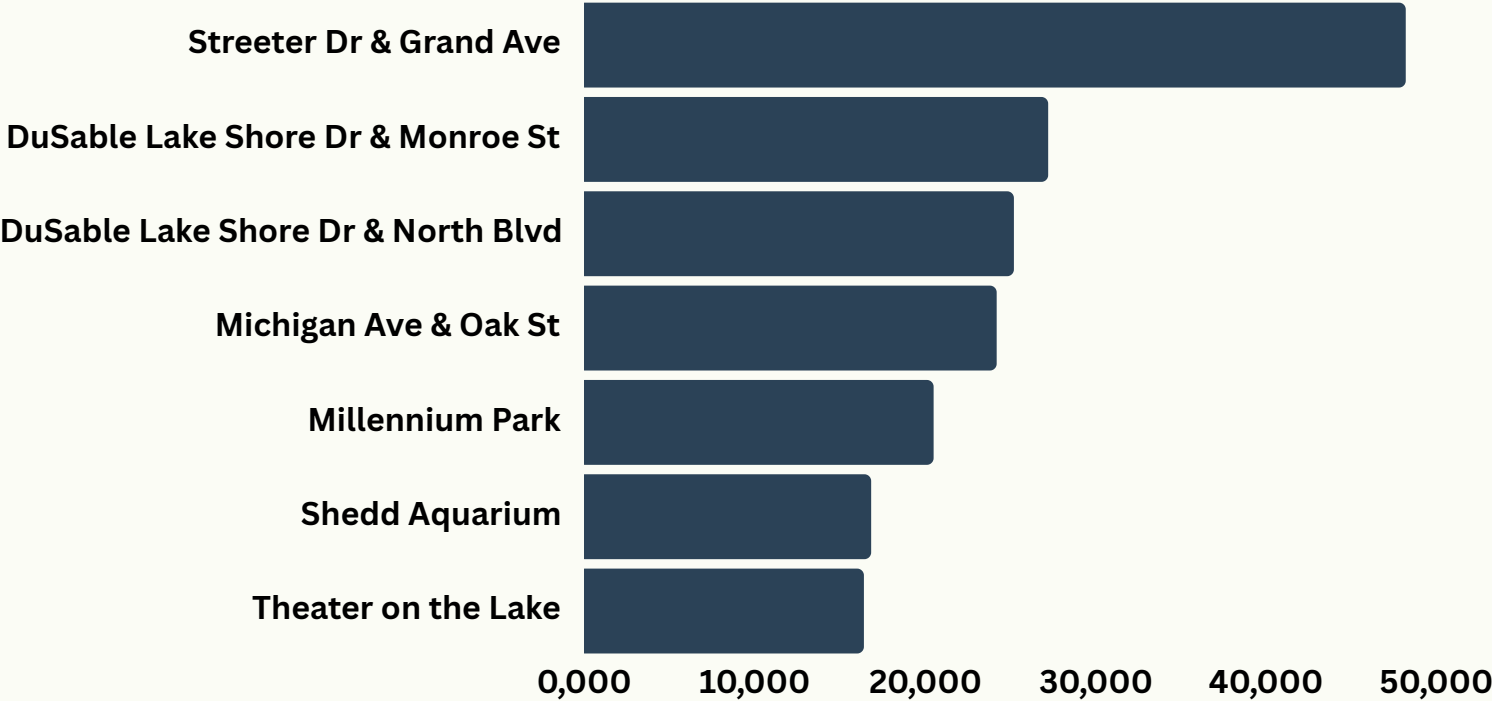 Streeter Dr & Grand Ave
DuSable Lake Shore Dr & Monroe St
DuSable Lake Shore Dr & North Blvd
Michigan Ave & Oak St
Millennium Park
Shedd Aquarium
Theater on the Lake
0,000 10,000 20,000 30,000 40,000 50,000